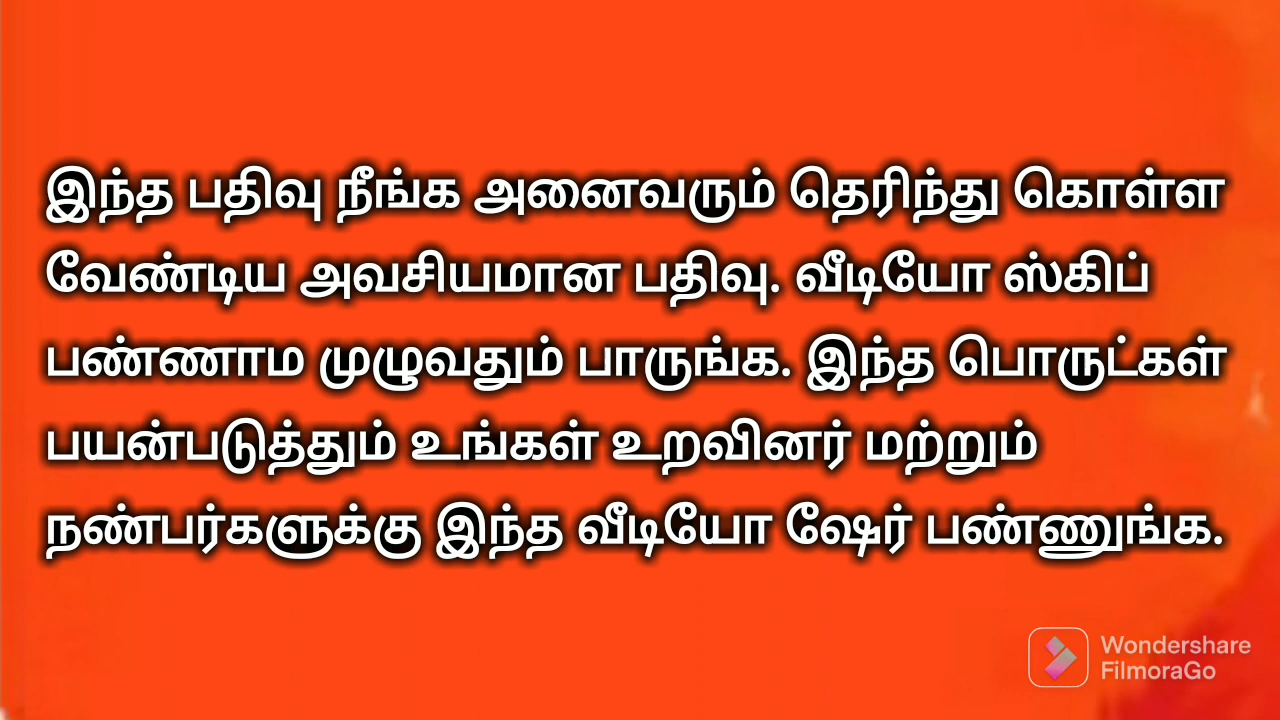 இந்த பதிவு நீங்க அனைவரும் தெரிந்து கொள்ள
வேண்டிய அவசியமான பதிவு. வீடியோ ஸ்கிப்
பண்ணாம முழுவதும் பாருங்க. இந்த பொருட்கள்
பயன்படுத்தும் உங்கள் உறவினர் மற்றும்
நண்பர்களுக்கு இந்த வீடியோ ஷேர் பண்ணுங்க.
Wondershare
FilmoraGo